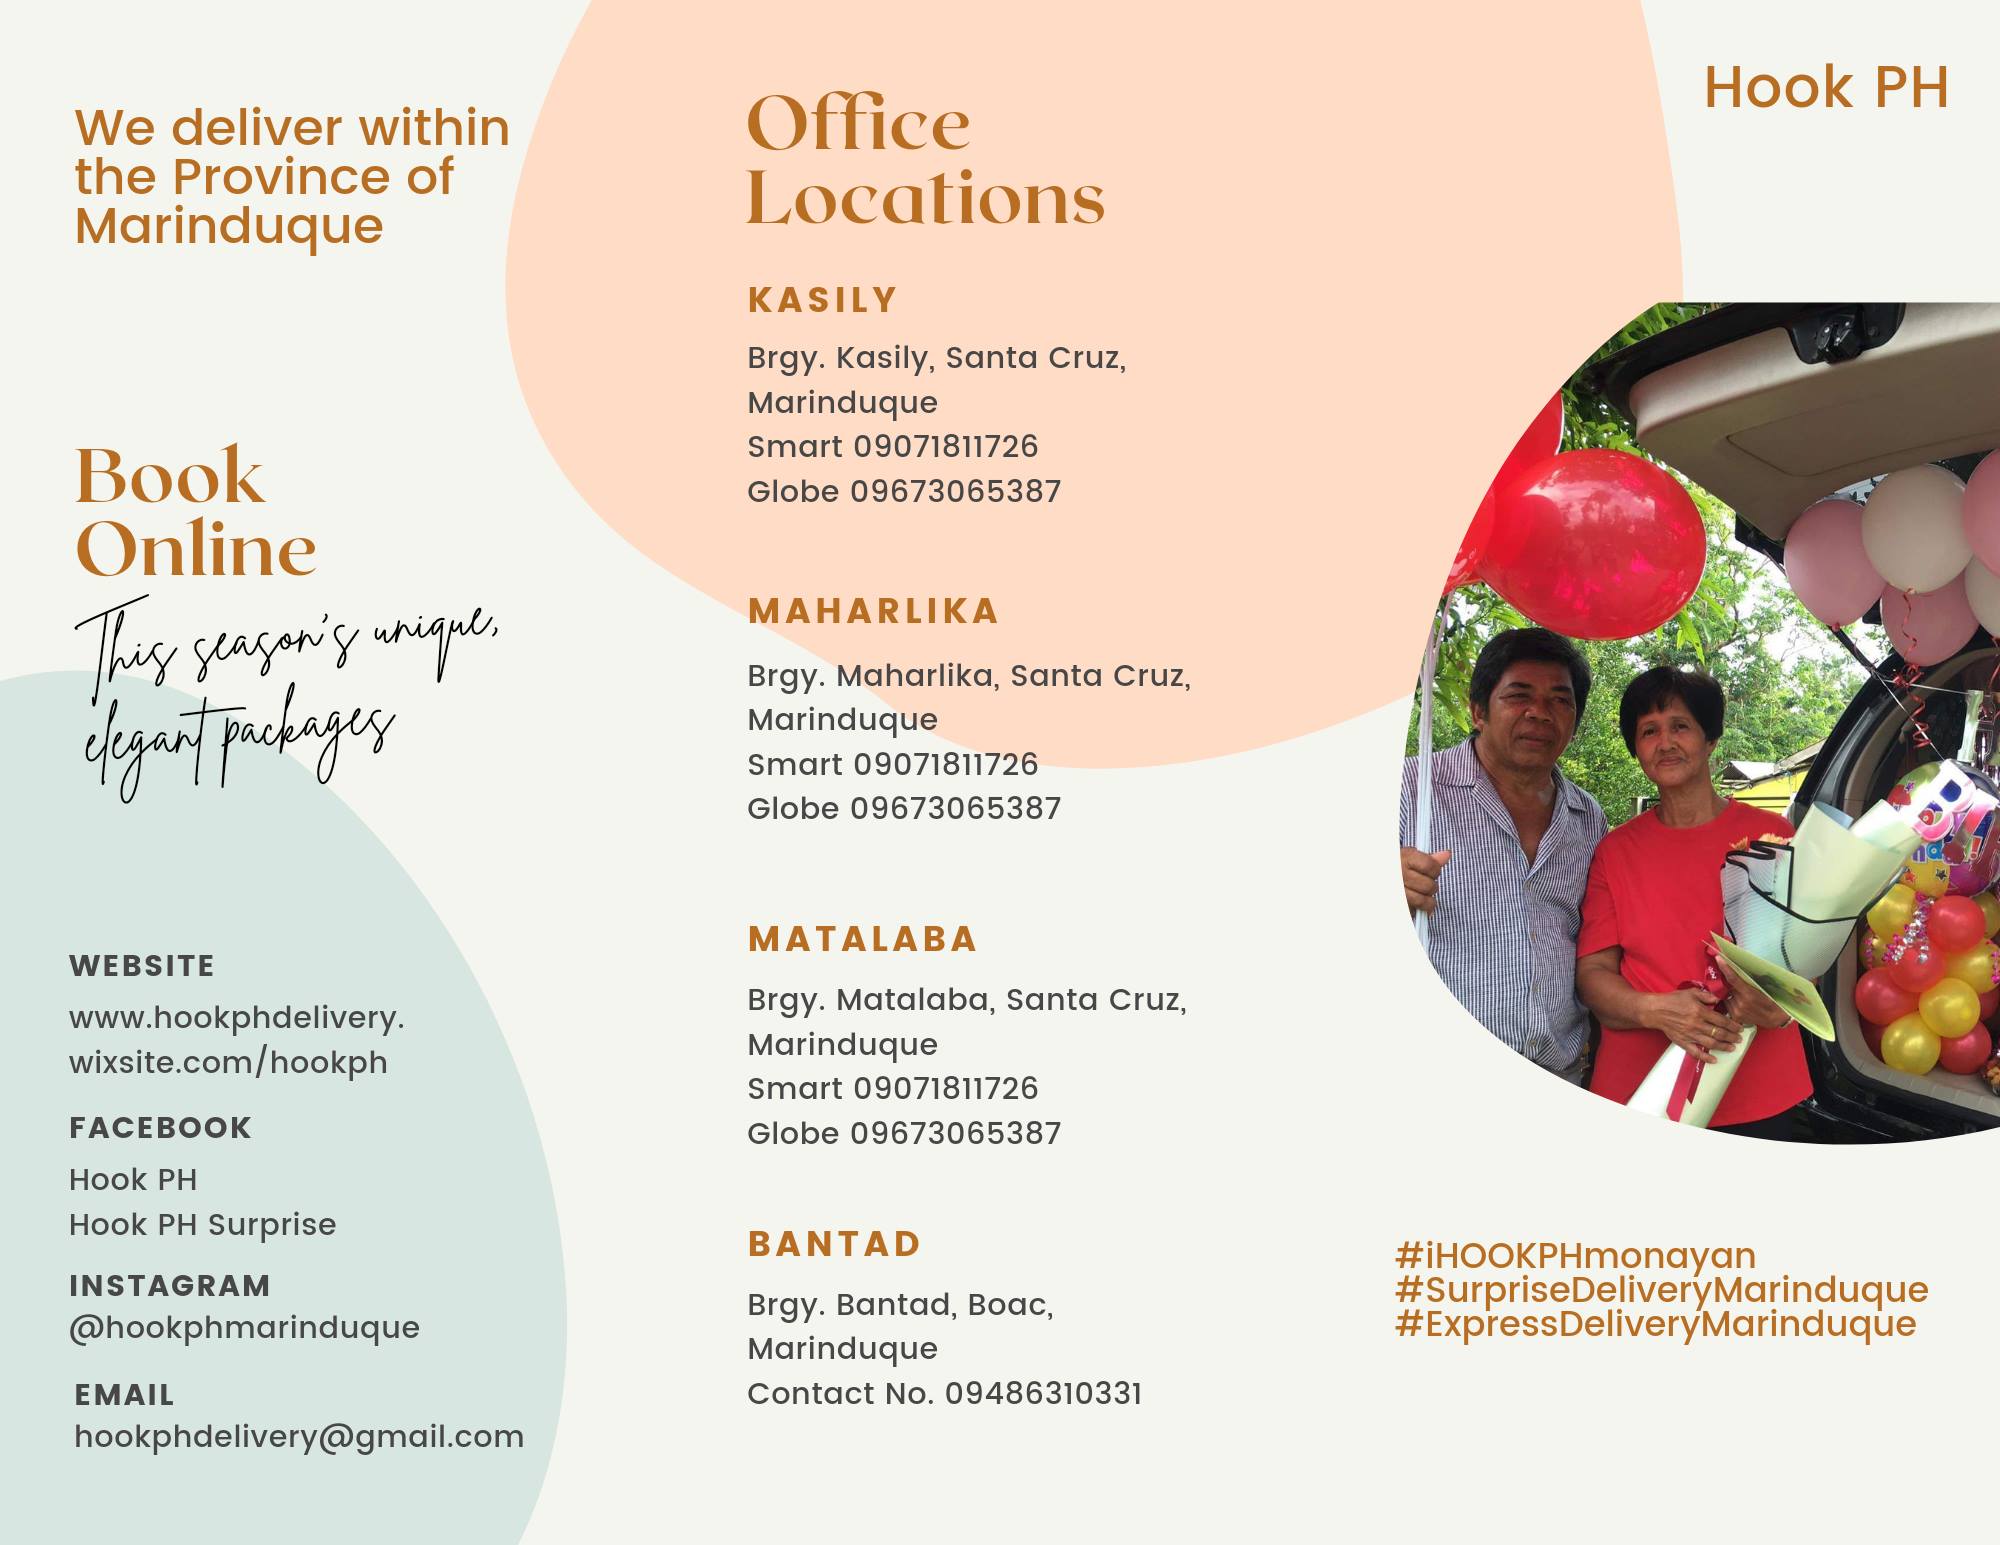 We deliver within
the Province of
Marinduque
Book
Online
This season's unique,
elegant packages
WEBSITE
www.hookphdelivery.
wixsite.com/hookph
FACEBOOK
Hook PH
Hook PH Surprise
INSTAGRAM
@hookphmarinduque
EMAIL
hookphdelivery@gmail.com
Office
Locations
KASILY
Brgy. Kasily, Santa Cruz,
Marinduque
Smart 09071811726
Globe 09673065387
MAHARLIKA
Brgy. Maharlika, Santa Cruz,
Marinduque
Smart 09071811726
Globe 09673065387
MATALABA
Brgy. Matalaba, Santa Cruz,
Marinduque
Smart 09071811726
Globe 09673065387
BANTAD
Brgy. Bantad, Boac,
Marinduque
Contact No. 09486310331
Hook PH
#iHOOKPHmonayan
#SurpriseDeliveryMarinduque
#ExpressDeliveryMarinduque